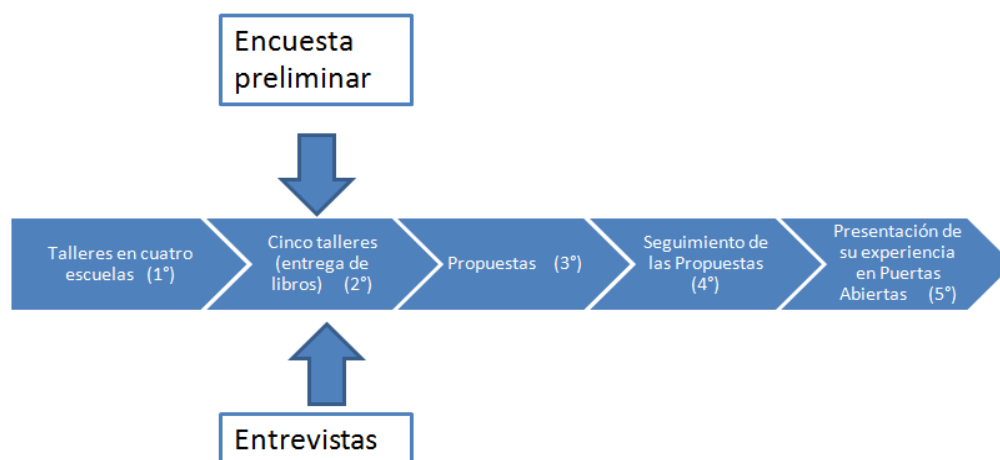 Encuesta
preliminar
Talleres en cuatro
escuelas (1°)
Cinco talleres
(entrega de
libros) (2°)
Propuestas (3°)
Seguimiento de
las Propuestas
(4°)
Presentación de
su experiencia
en Puertas
Abiertas (5°)
Entrevistas